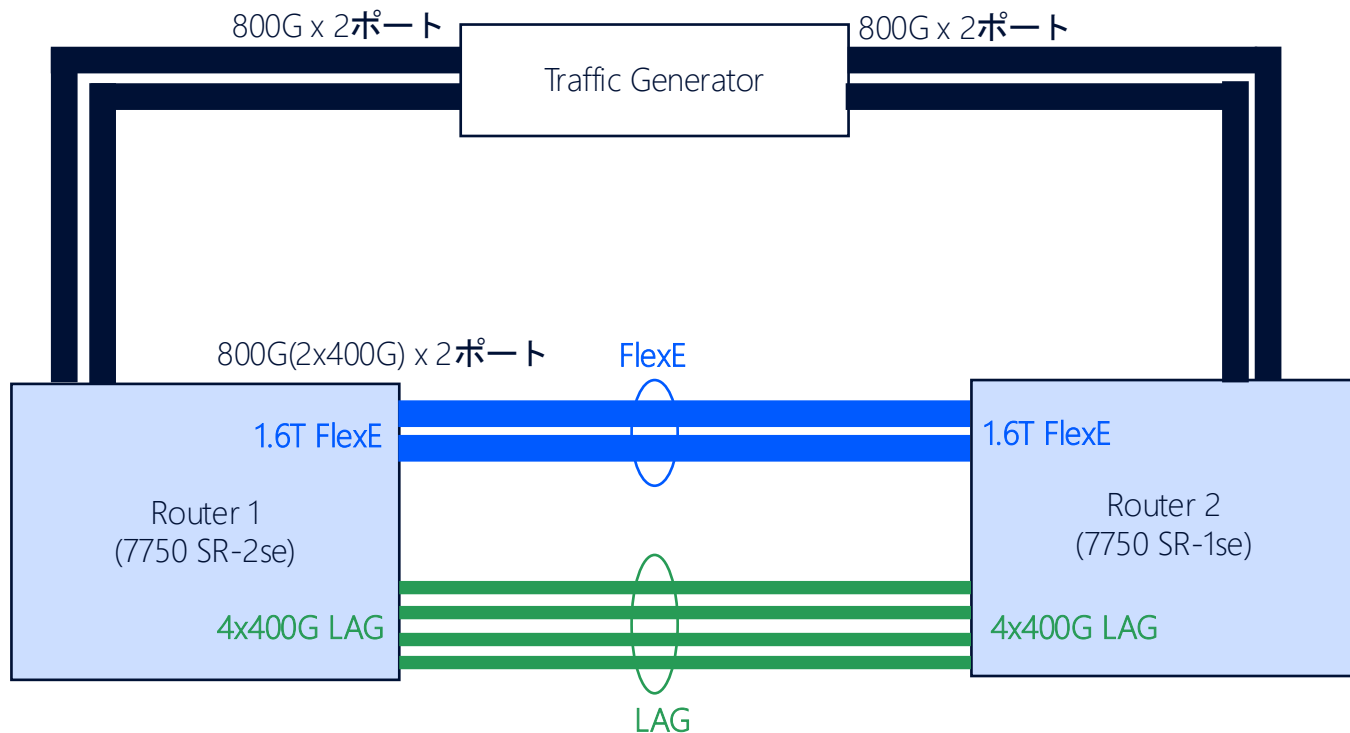 800G x 2ポート
800G x 2ポート
Traffic Generator
800G(2x400G) x 2ポート
FlexE
1.6T FlexE
1.6T FlexE
Router 1
(7750 SR-2se)
Router 2
(7750 SR-1se)
4x400G LAG
4x400G LAG
LAG